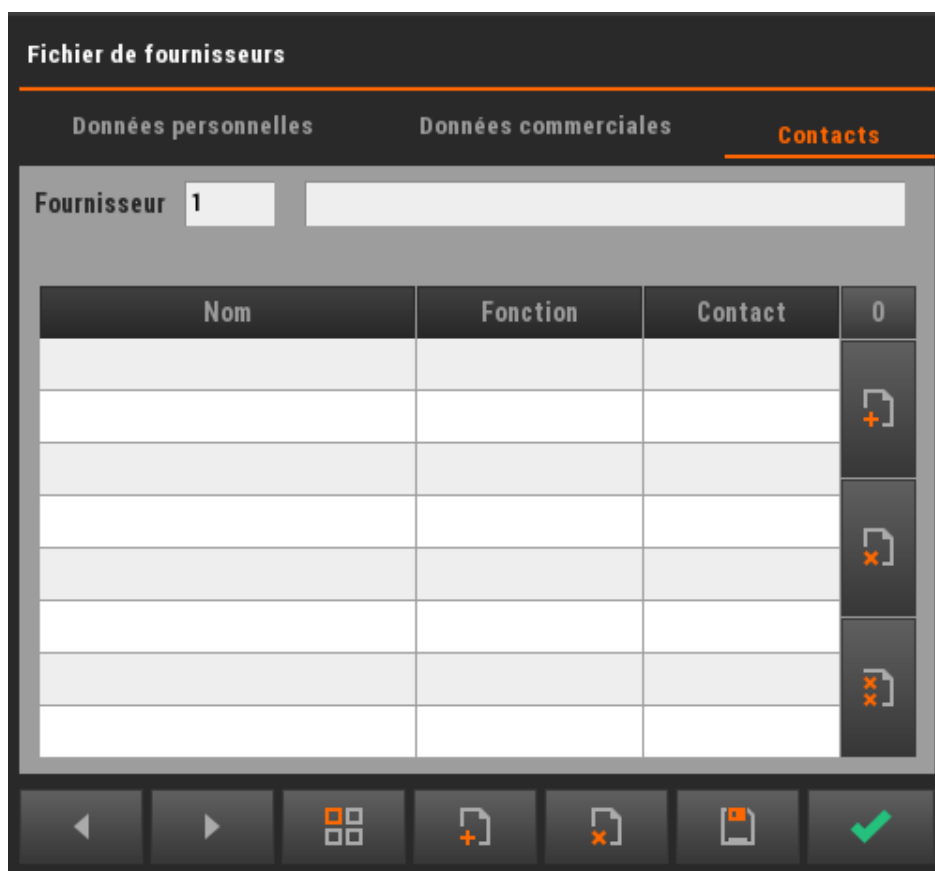 Fichier de fournisseurs
Données personnelles Données commerciales Contacts
Fournisseur 1
Nom Fonction Contact 0